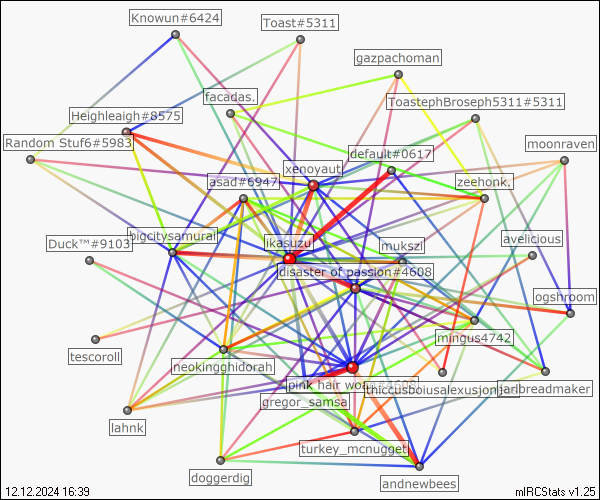 Knowun#6424
Toast#5311
gazpachoman
facadas.
ToastephBroseph5311#5311
Heighleaigh#8575
Random Stuf6#5983
default#0617
moonraven
xenoyaut
asad#6947
zeehonk.
bigcitysamurai
Duck™#9103
ikasuzu
mukszi
avelicious
disaster of passion#4608
ogshroom
mingus4742
tescoroll
neokingghidorah
pink hair
thiccusboiusalexusjonjari
jarlbreadmaker
gregor_samsa
lahnk
turkey_mcnugget
doggerdig
andnewbees
12.12.2024 16:39
mIRCStats v1.25